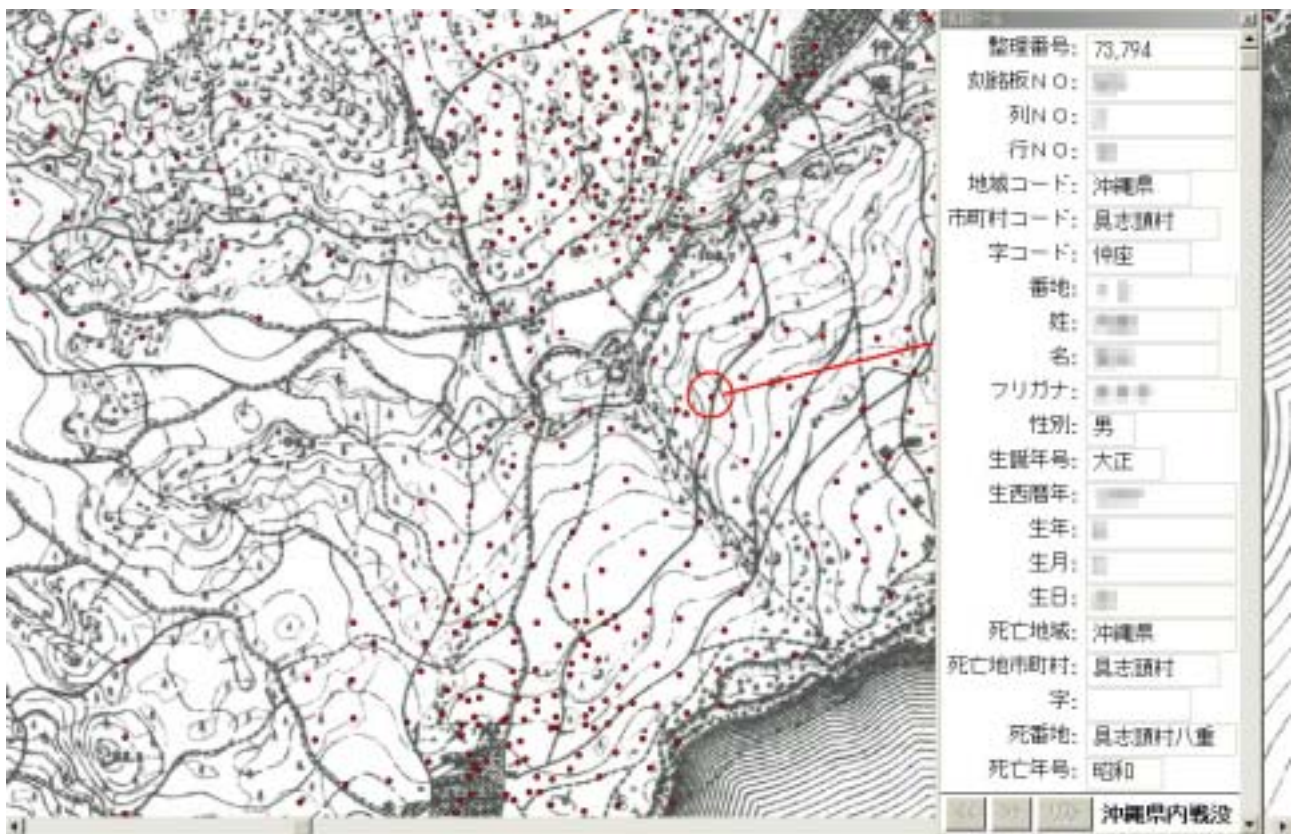 仲座
整理番号: 73,794
刻銘板NO:
列NO:
行NO:
地域コード: 沖縄県
市町村コード: 具志頭村
字コード: 仲座
番地:
姓:
名:
フリガナ:
性別: 男
生誕年号: 大正
生西暦年:
生年:
生月:
生日:
死亡地域: 沖縄県
死亡地市町村: 具志頭村
字:
死番地: 具志頭村八重
死亡年号: 昭和
<< >> リスト 沖縄県内戦没